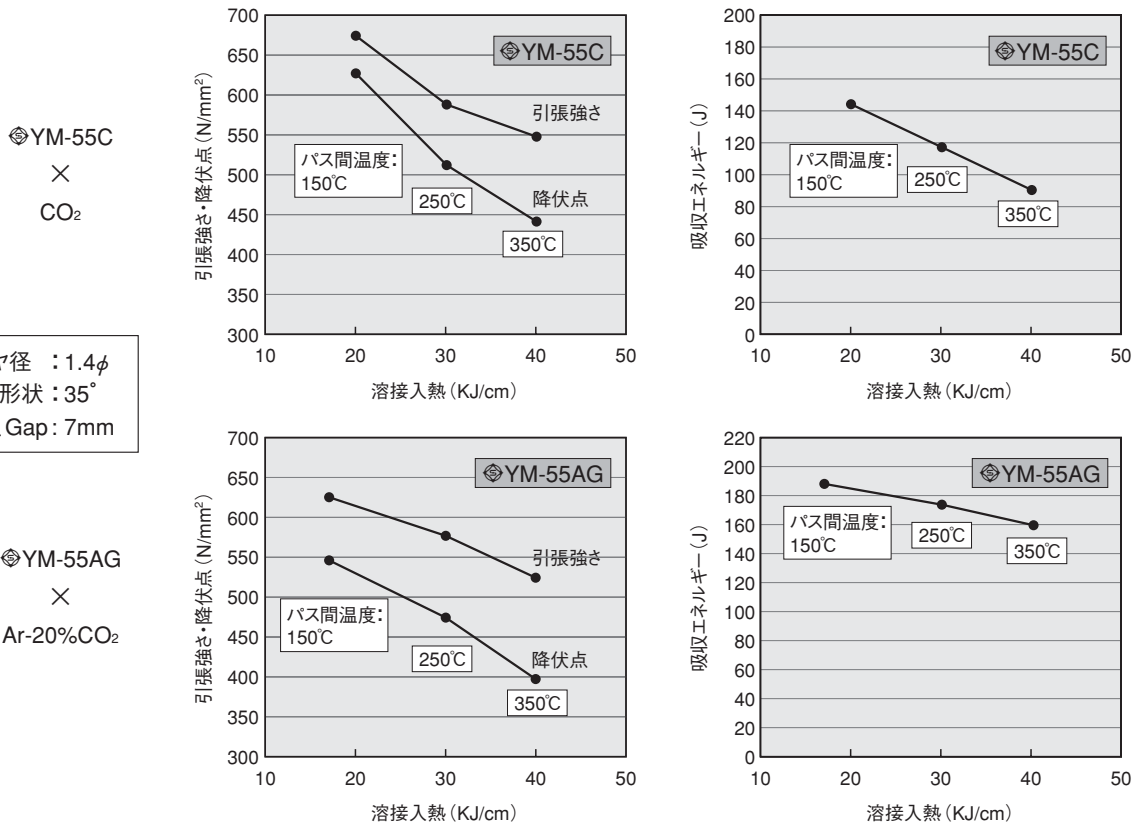 YM-55C
×
CO₂
径 :1.4φ
形状:35°
Gap:7mm
YM-55AG
×
Ar-20%CO₂
引張強さ・降伏点(N/mm²)
700
650
600
550
500
450
400
350
300
YM-55C
引張強さ
パス間温度:
150℃
250℃
降伏点
350℃
10 20 30 40 50
溶接入熱(KJ/cm)
吸収エネルギー(J)
200
180
160
140
120
100
80
60
40
20
0
YM-55C
パス間温度:
150℃
250℃
350℃
10 20 30 40 50
溶接入熱(KJ/cm)
引張強さ・降伏点(N/mm²)
700
650
600
550
500
450
400
350
300
YM-55AG
引張強さ
パス間温度:
150℃
250℃
降伏点
350℃
10 20 30 40 50
溶接入熱(KJ/cm)
吸収エネルギー(J)
220
200
180
160
140
120
100
80
60
40
20
0
YM-55AG
パス間温度:
150℃
250℃
350℃
10 20 30 40 50
溶接入熱(KJ/cm)